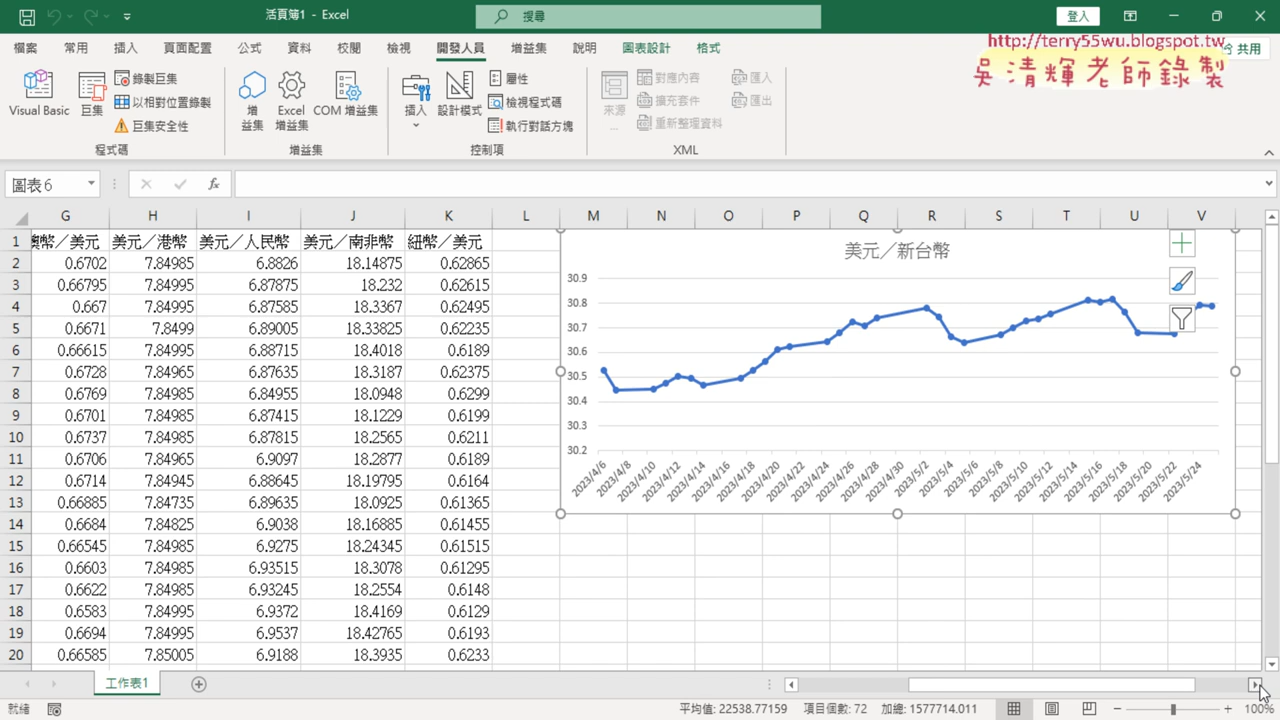 活頁簿1 - Excel
搜尋
登入
檔案 常用 插入 頁面配置 公式 資料 校閱 檢視 開發人員 增益集 說明 圖表設計 格式
共用
http://terry55wu.blogspot.tw
吳清輝老師錄製
Visual Basic
巨集
錄製巨集
以相對位置錄製
巨集安全性
程式碼
增益集
Excel 增益集
COM 增益集
增益集
插入
設計模式
屬性
檢視程式碼
執行對話方塊
控制項
來源
...
對應內容
擴充套件
重新整理資料
匯入
匯出
XML
圖表6
fx
G H I J K L M N O P Q R S T U V
1 澳幣／美元 美元／港幣 美元／人民幣 美元／南非幣 紐幣／美元
2 0.6702 7.84985 6.8826 18.14875 0.62865
3 0.66795 7.84995 6.87875 18.232 0.62615
4 0.667 7.84995 6.87585 18.3367 0.62495
5 0.6671 7.8499 6.89005 18.33825 0.62235
6 0.66615 7.84995 6.88715 18.4018 0.6189
7 0.6728 7.84965 6.87635 18.3187 0.62375
8 0.6769 7.84985 6.84955 18.0948 0.6299
9 0.6701 7.84985 6.87415 18.1229 0.6199
10 0.6737 7.84985 6.87815 18.2565 0.6211
11 0.6706 7.84965 6.9097 18.2877 0.6189
12 0.6714 7.84945 6.88645 18.19795 0.6164
13 0.66885 7.84735 6.89635 18.0925 0.61365
14 0.6684 7.84825 6.9038 18.16885 0.61455
15 0.66545 7.84985 6.9275 18.24345 0.61515
16 0.6603 7.84985 6.93515 18.3078 0.61295
17 0.6622 7.84985 6.93245 18.2554 0.6148
18 0.6583 7.84995 6.9372 18.4169 0.6129
19 0.6694 7.84995 6.9537 18.42765 0.6193
20 0.66585 7.85005 6.9188 18.3935 0.6233
美元／新台幣
30.9
30.8
30.7
30.6
30.5
30.4
30.3
30.2
2023/4/6 2023/4/8 2023/4/10 2023/4/12 2023/4/14 2023/4/16 2023/4/18 2023/4/20 2023/4/22 2023/4/24 2023/4/26 2023/4/28 2023/4/30 2023/5/2 2023/5/4 2023/5/6 2023/5/8 2023/5/10 2023/5/12 2023/5/14 2023/5/16 2023/5/18 2023/5/20 2023/5/22 2023/5/24
工作表1
就緒
平均值: 22538.77159 項目個數: 72 加總: 1577714.011
100%